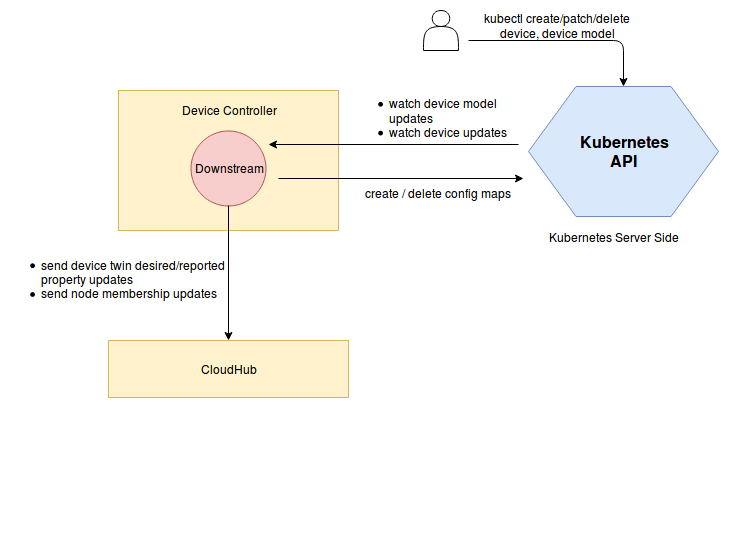 kubectl create/patch/delete
device, device model
Device Controller
• watch device model
updates
• watch device updates
Kubernetes
API
Downstream
create / delete config maps
Kubernetes Server Side
• send device twin desired/reported
property updates
• send node membership updates
CloudHub